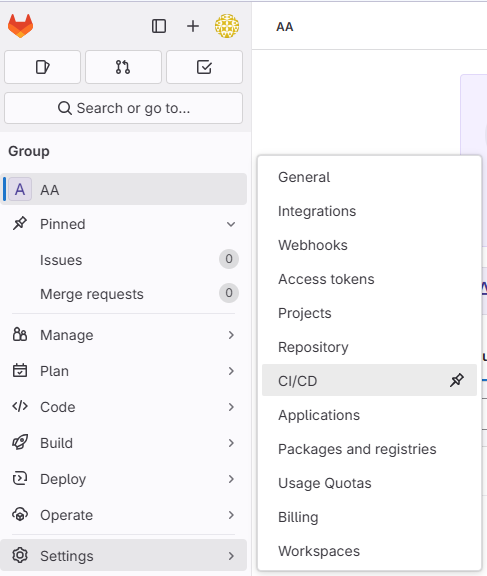 AA
Search or go to...
Group
A AA
Pinned
Issues 0
Merge requests 0
Manage
Plan
Code
Build
Deploy
Operate
Settings
General
Integrations
Webhooks
Access tokens
Projects
Repository
CI/CD
Applications
Packages and registries
Usage Quotas
Billing
Workspaces